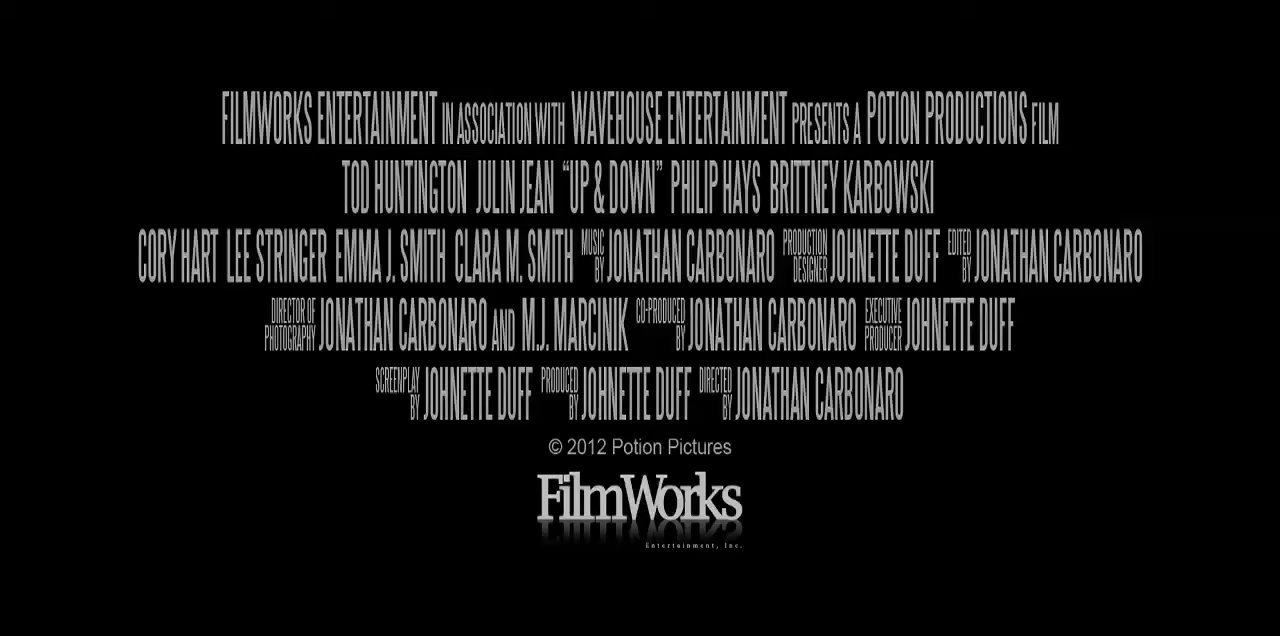 FILMWORKS ENTERTAINMENT IN ASSOCIATION WITH WAVEHOUSE ENTERTAINMENT PRESENTS A POTION PRODUCTIONS FILM
TOD HUNTINGTON JULIN JEAN “UP & DOWN” PHILIP HAYS BRITTNEY KARBOWSKI
CORY HART LEE STRINGER EMMA J. SMITH CLARA M. SMITH MUSIC BY JONATHAN CARBONARO PRODUCTION DESIGNER JOHNETTE DUFF EDITED BY JONATHAN CARBONARO
DIRECTOR OF PHOTOGRAPHY JONATHAN CARBONARO AND M.J. MARCINIK CO-PRODUCED BY JONATHAN CARBONARO EXECUTIVE PRODUCER JOHNETTE DUFF
SCREENPLAY BY JOHNETTE DUFF PRODUCED BY JOHNETTE DUFF DIRECTED BY JONATHAN CARBONARO
© 2012 Potion Pictures
FilmWorks
Entertainment, Inc.